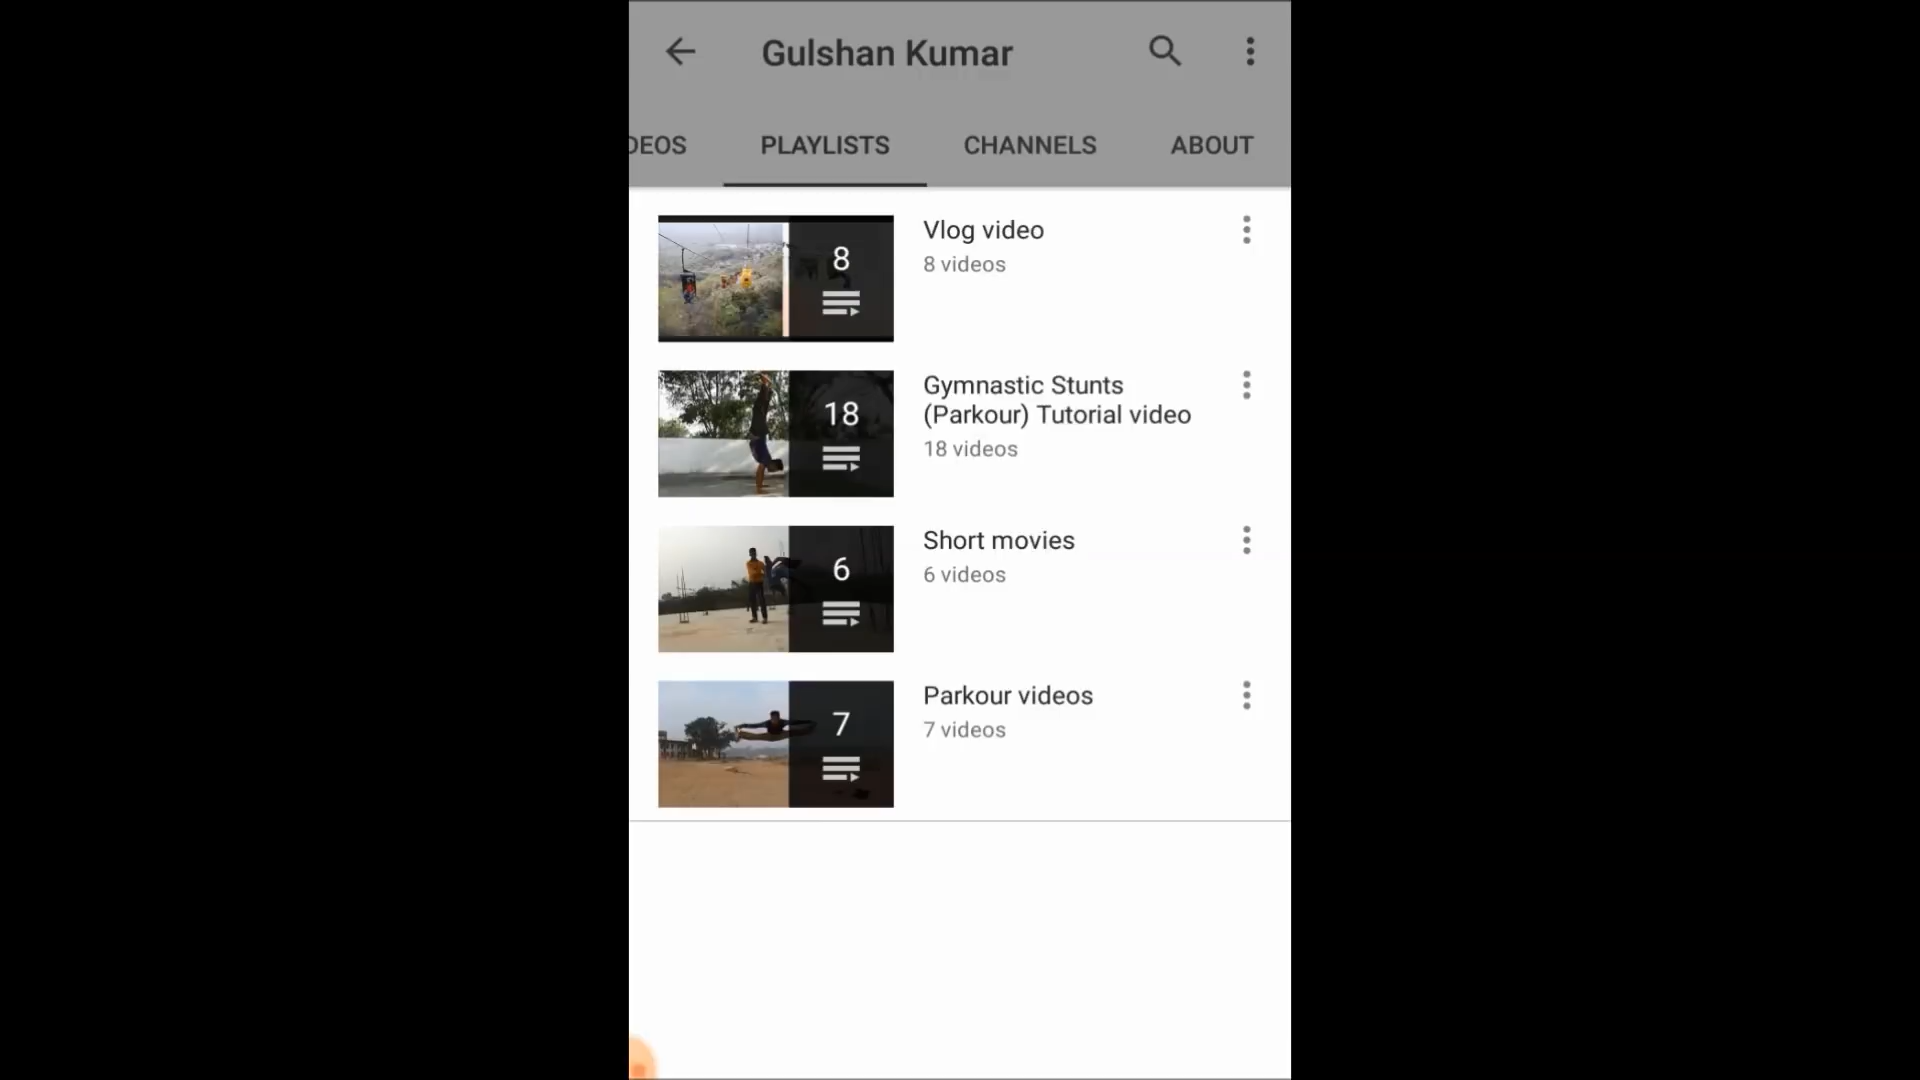 Gulshan Kumar
DEOS PLAYLISTS CHANNELS ABOUT
8
Vlog video
8 videos
18
Gymnastic Stunts
(Parkour) Tutorial video
18 videos
6
Short movies
6 videos
7
Parkour videos
7 videos